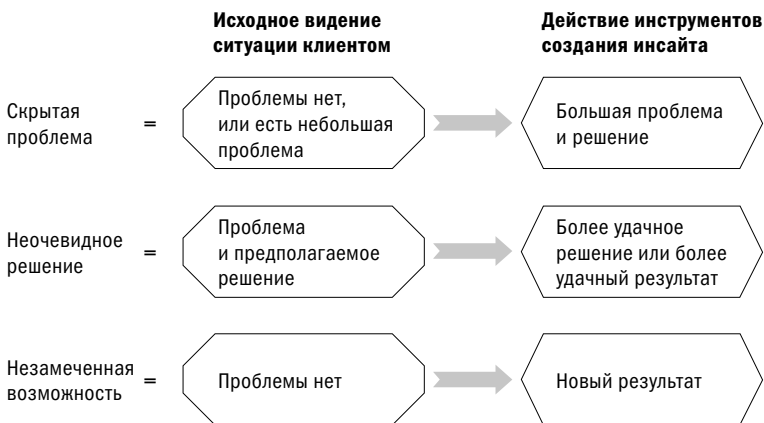 Исходное видение
ситуации клиентом
Действие инструментов
создания инсайта
Скрытая
проблема
=
Проблемы нет,
или есть небольшая
проблема
Большая проблема
и решение
Неочевидное
решение
=
Проблема
и предполагаемое
решение
Более удачное
решение или более
удачный результат
Незамеченная
возможность
=
Проблемы нет
Новый результат